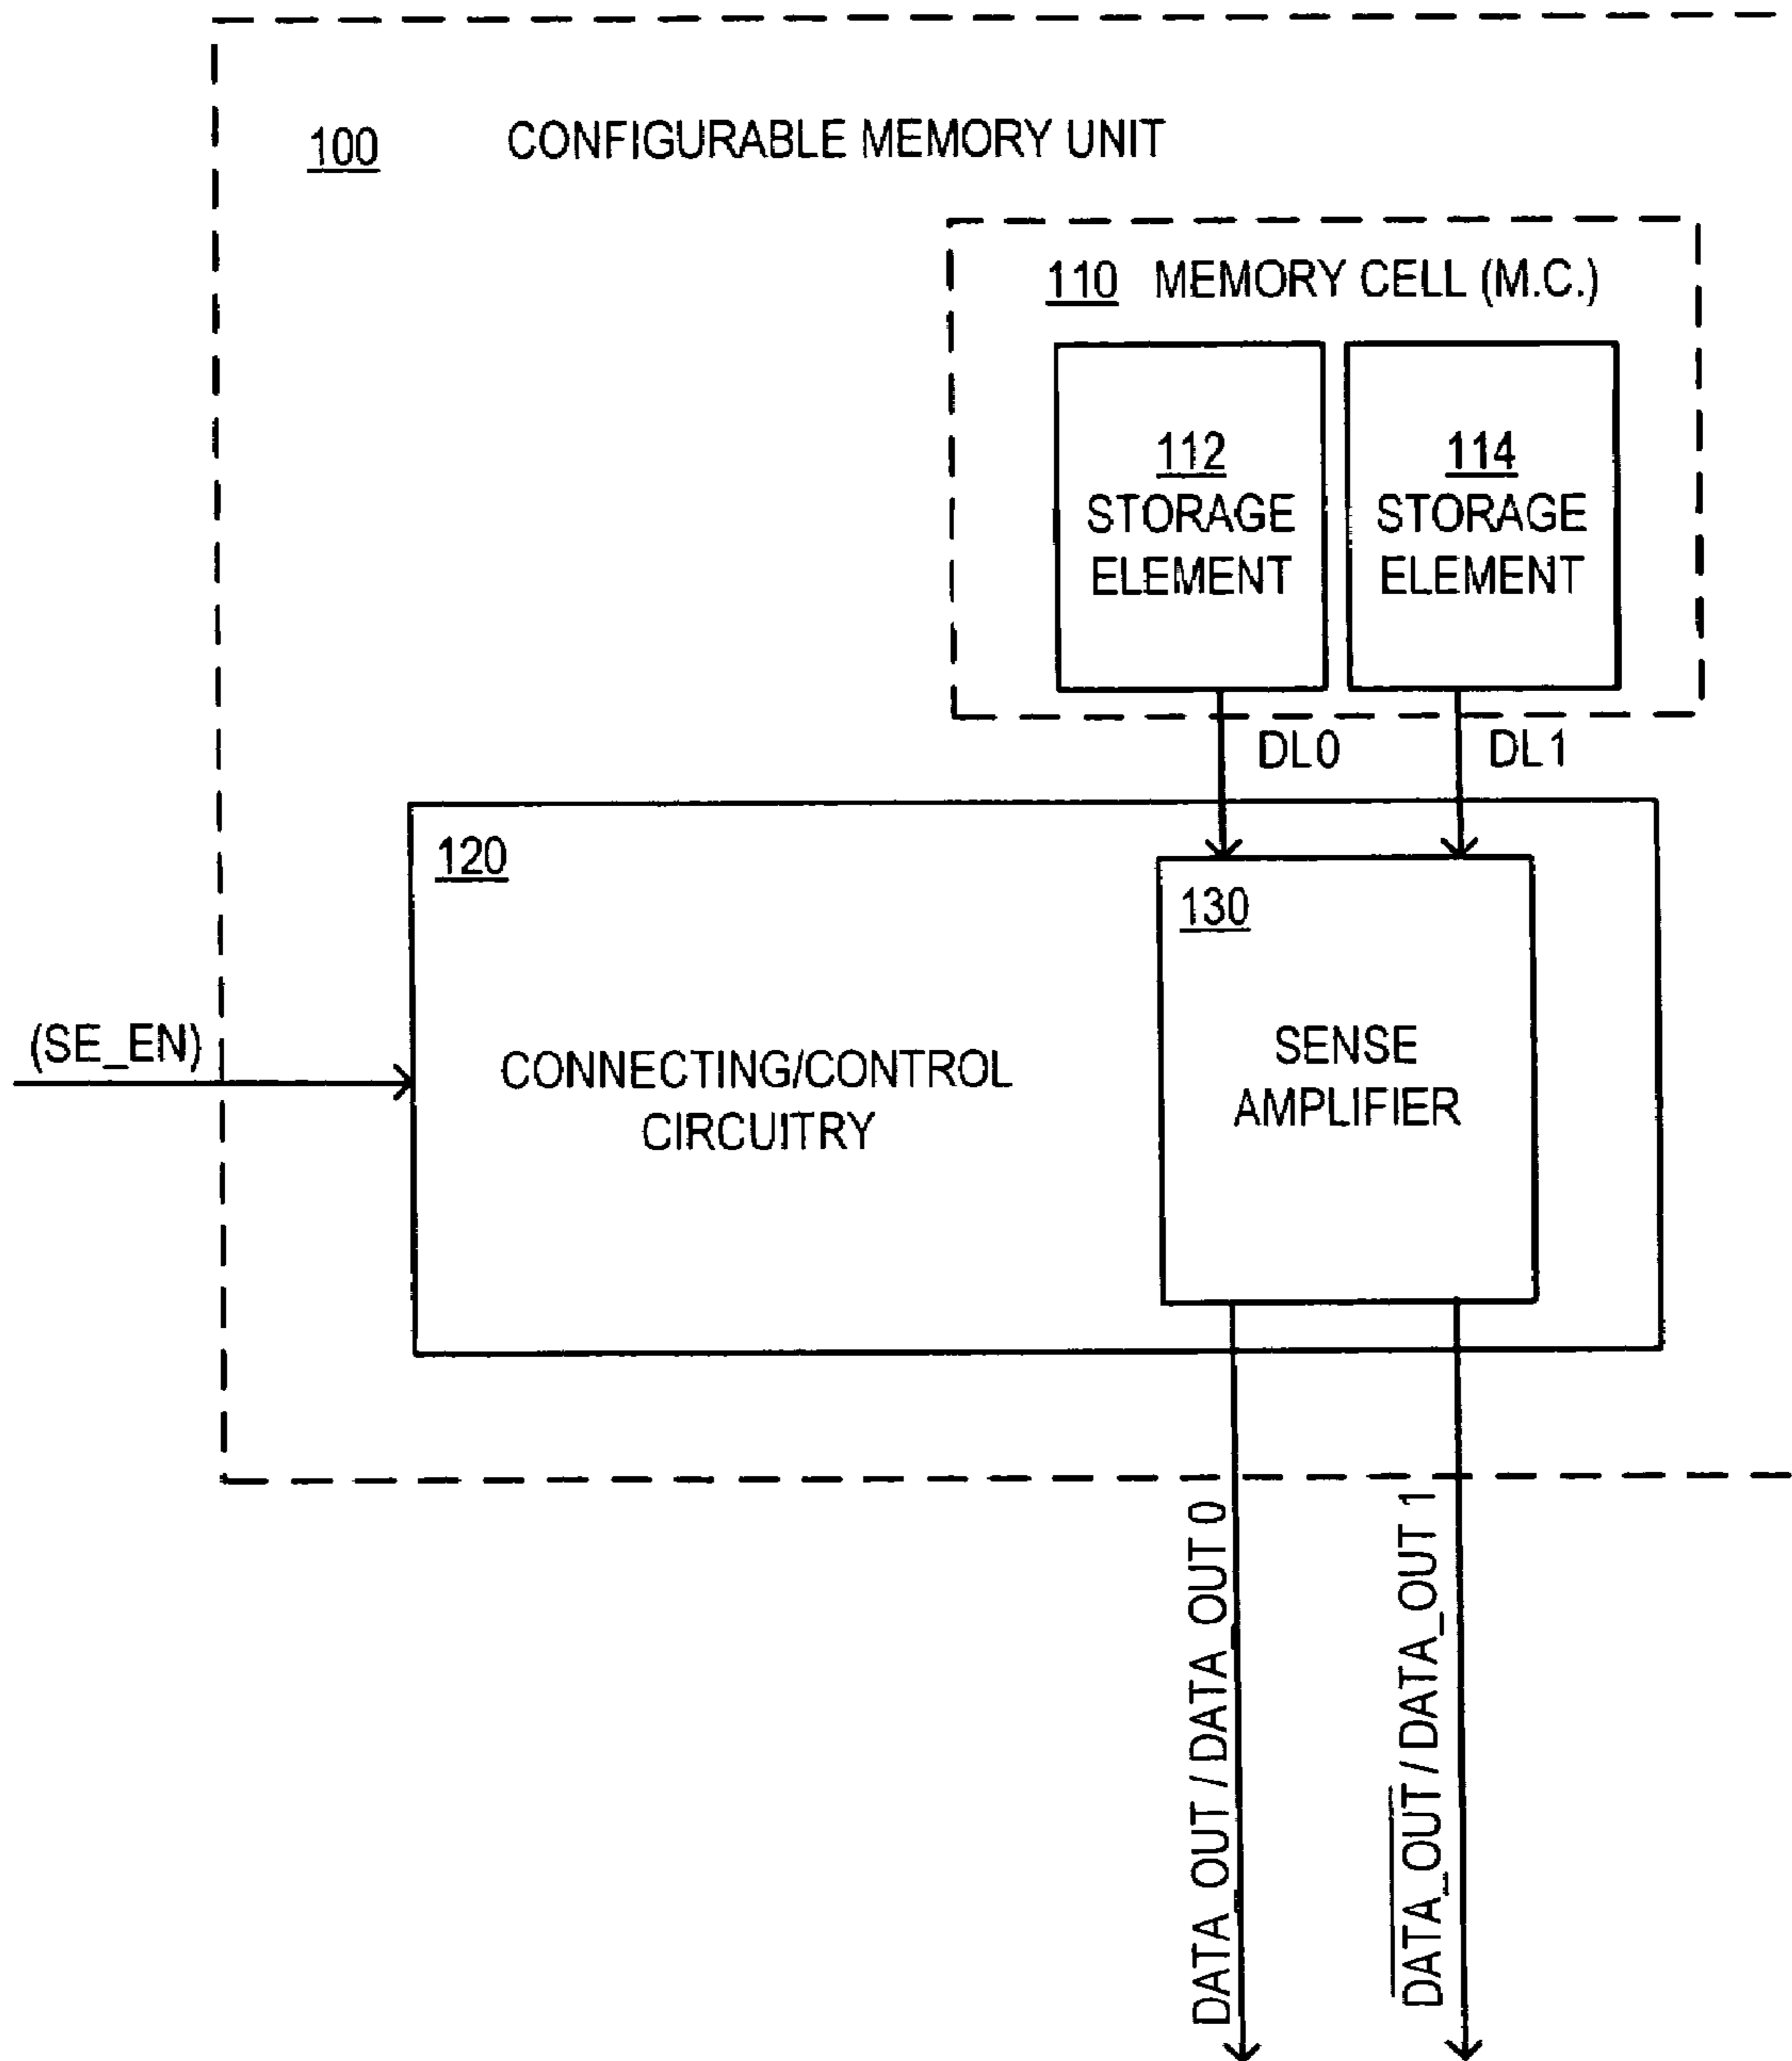 100 CONFIGURABLE MEMORY UNIT
110 MEMORY CELL (M.C.)
112
STORAGE
ELEMENT
114
STORAGE
ELEMENT
DL0
DL1
120
130
(SE_EN)
CONNECTING/CONTROL
CIRCUITRY
SENSE
AMPLIFIER
DATA_OUT / DATA_OUT 0
D̅A̅T̅A̅_̅O̅U̅T̅ / DATA_OUT 1